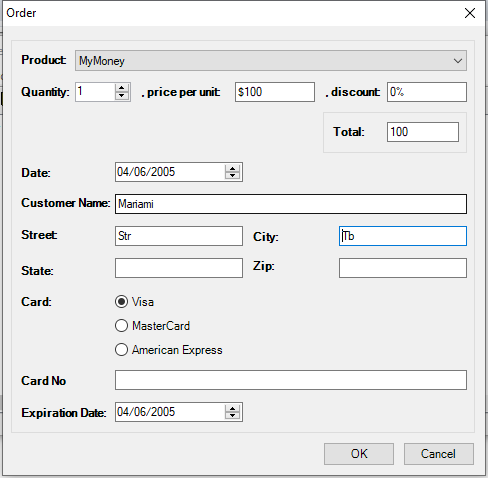 Order
Product: MyMoney
Quantity: 1 , price per unit: $100 , discount: 0%
Total: 100
Date: 04/06/2005
Customer Name: Mariami
Street: Str City: Tb
State: Zip:
Card: Visa
MasterCard
American Express
Card No
Expiration Date: 04/06/2005
OK Cancel